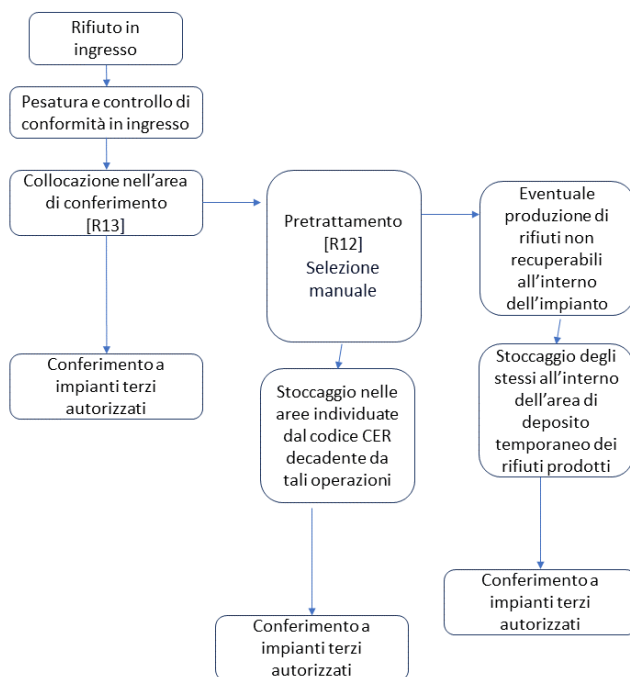 Rifiuto in
ingresso
Pesatura e controllo di
conformità in ingresso
Collocazione nell'area
di conferimento
[R13]
Conferimento a
impianti terzi
autorizzati
Pretrattamento
[R12]
Selezione
manuale
Stoccaggio nelle
aree individuate
dal codice CER
decadente da
tali operazioni
Conferimento a
impianti terzi
autorizzati
Eventuale
produzione di
rifiuti non
recuperabili
all'interno
dell'impianto
Stoccaggio degli
stessi all'interno
dell'area di
deposito
temporaneo dei
rifiuti prodotti
Conferimento a
impianti terzi
autorizzati